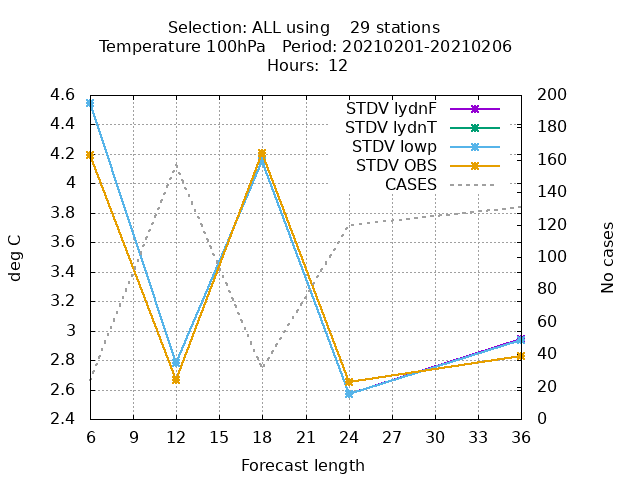 Selection: ALL using    29 stations
Temperature 100hPa   Period: 20210201-20210206
Hours: 12
4.6
4.4
4.2
4
3.8
3.6
3.4
3.2
3
2.8
2.6
2.4
deg C
STDV lydnF
STDV lydnT
STDV lowp
STDV OBS
CASES
200
180
160
140
120
100
80
60
40
20
0
No cases
6 9 12 15 18 21 24 27 30 33 36
Forecast length